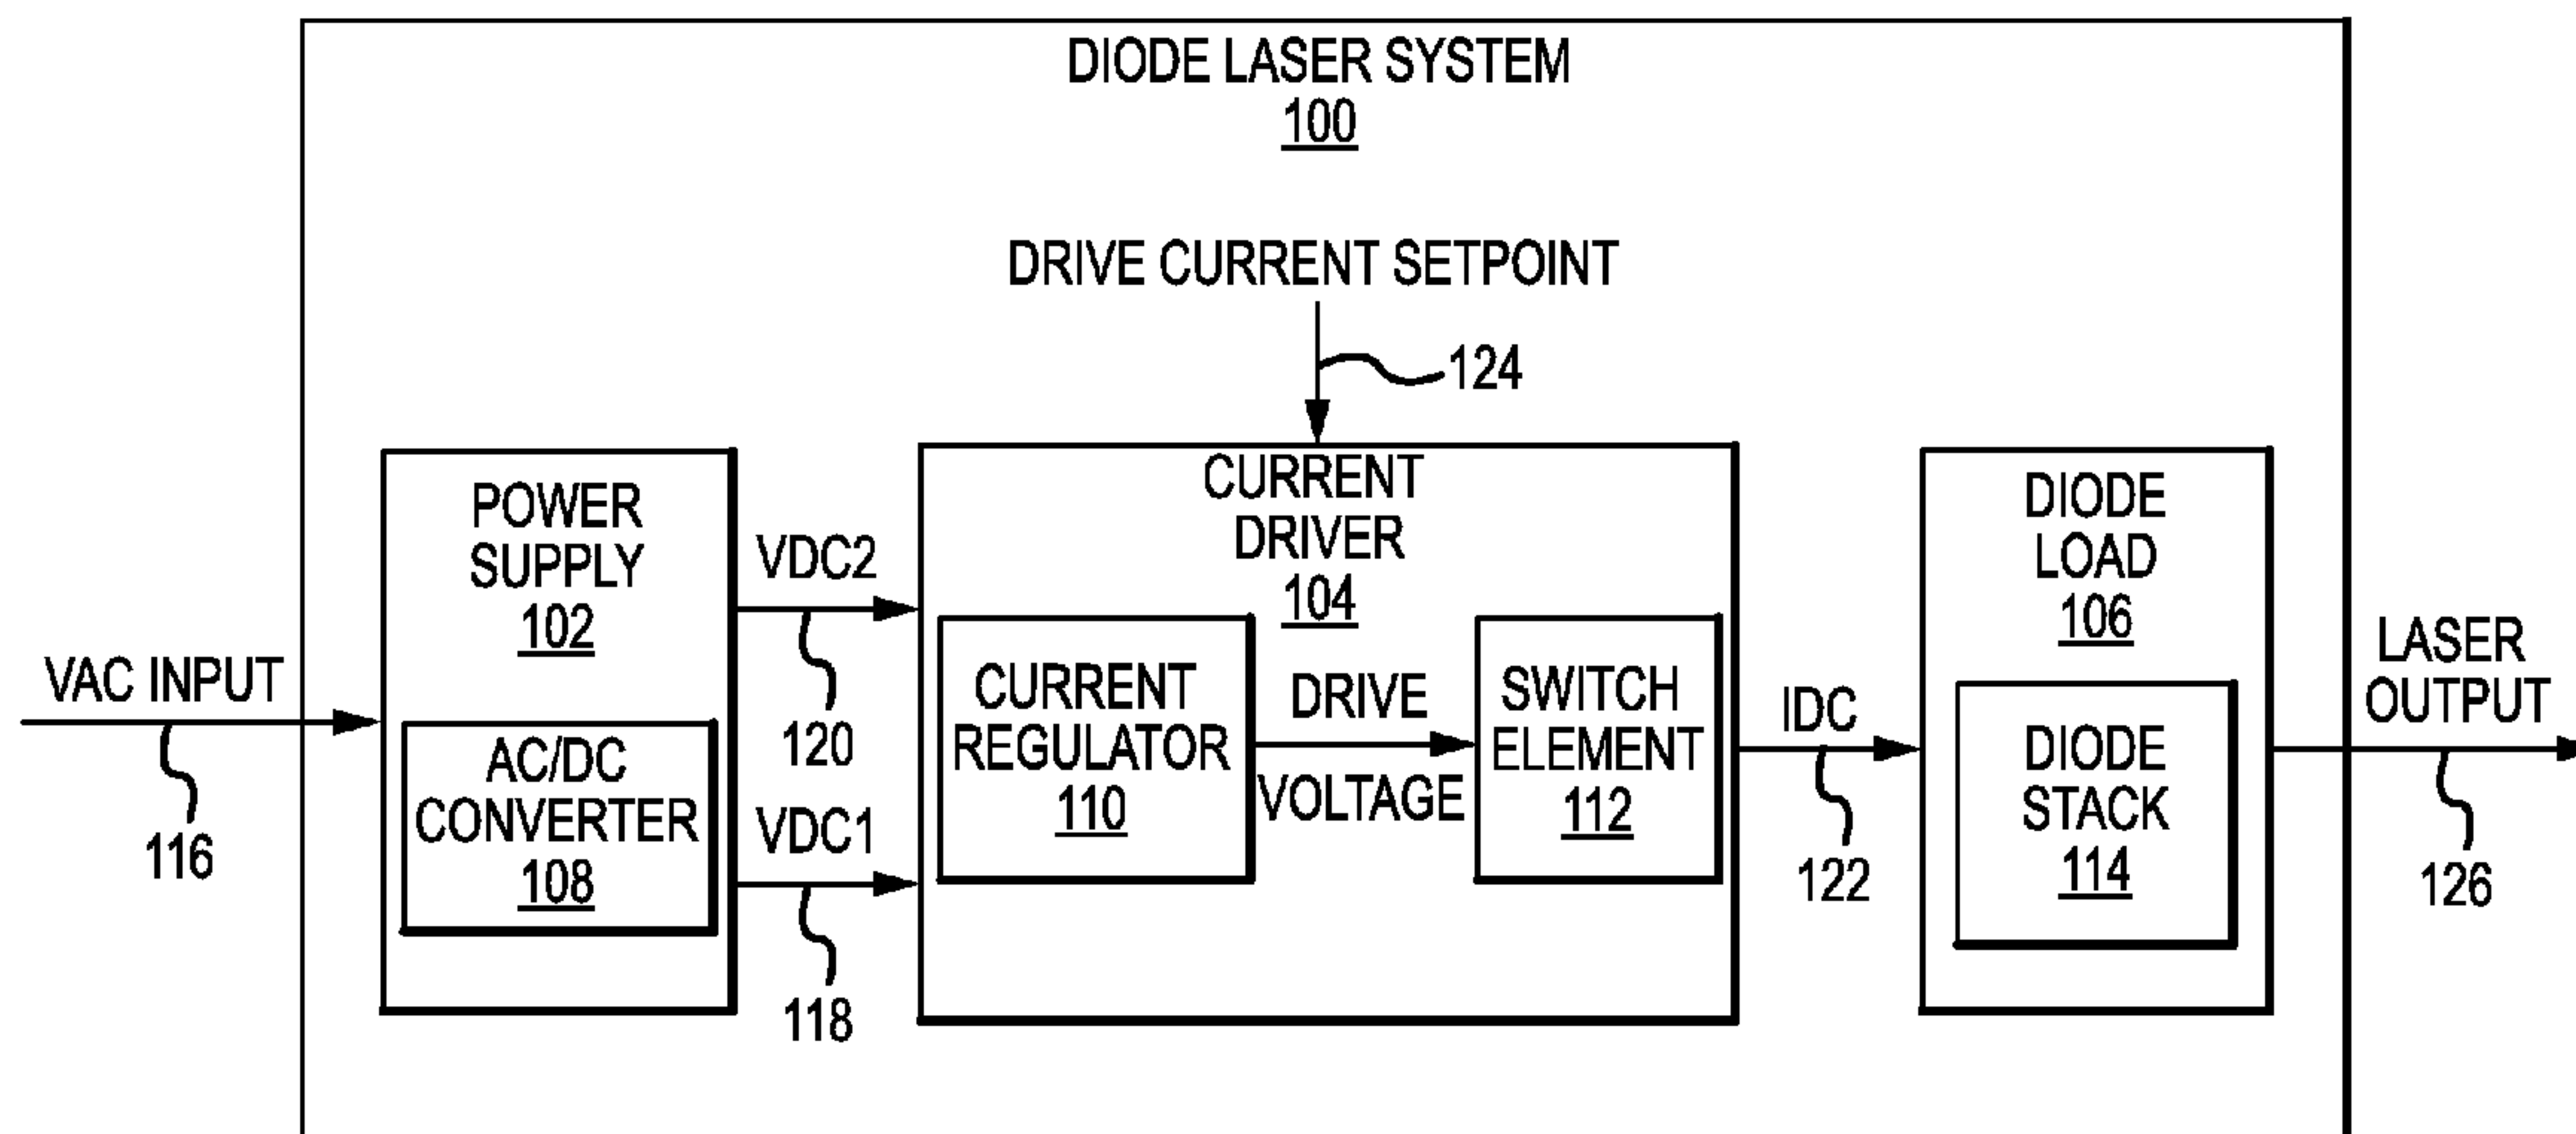 DIODE LASER SYSTEM
100
DRIVE CURRENT SETPOINT
124
VAC INPUT
116
POWER
SUPPLY
102
AC/DC
CONVERTER
108
VDC2
120
VDC1
118
CURRENT
DRIVER
104
CURRENT
REGULATOR
110
DRIVE
VOLTAGE
SWITCH
ELEMENT
112
IDC
122
DIODE
LOAD
106
DIODE
STACK
114
LASER
OUTPUT
126